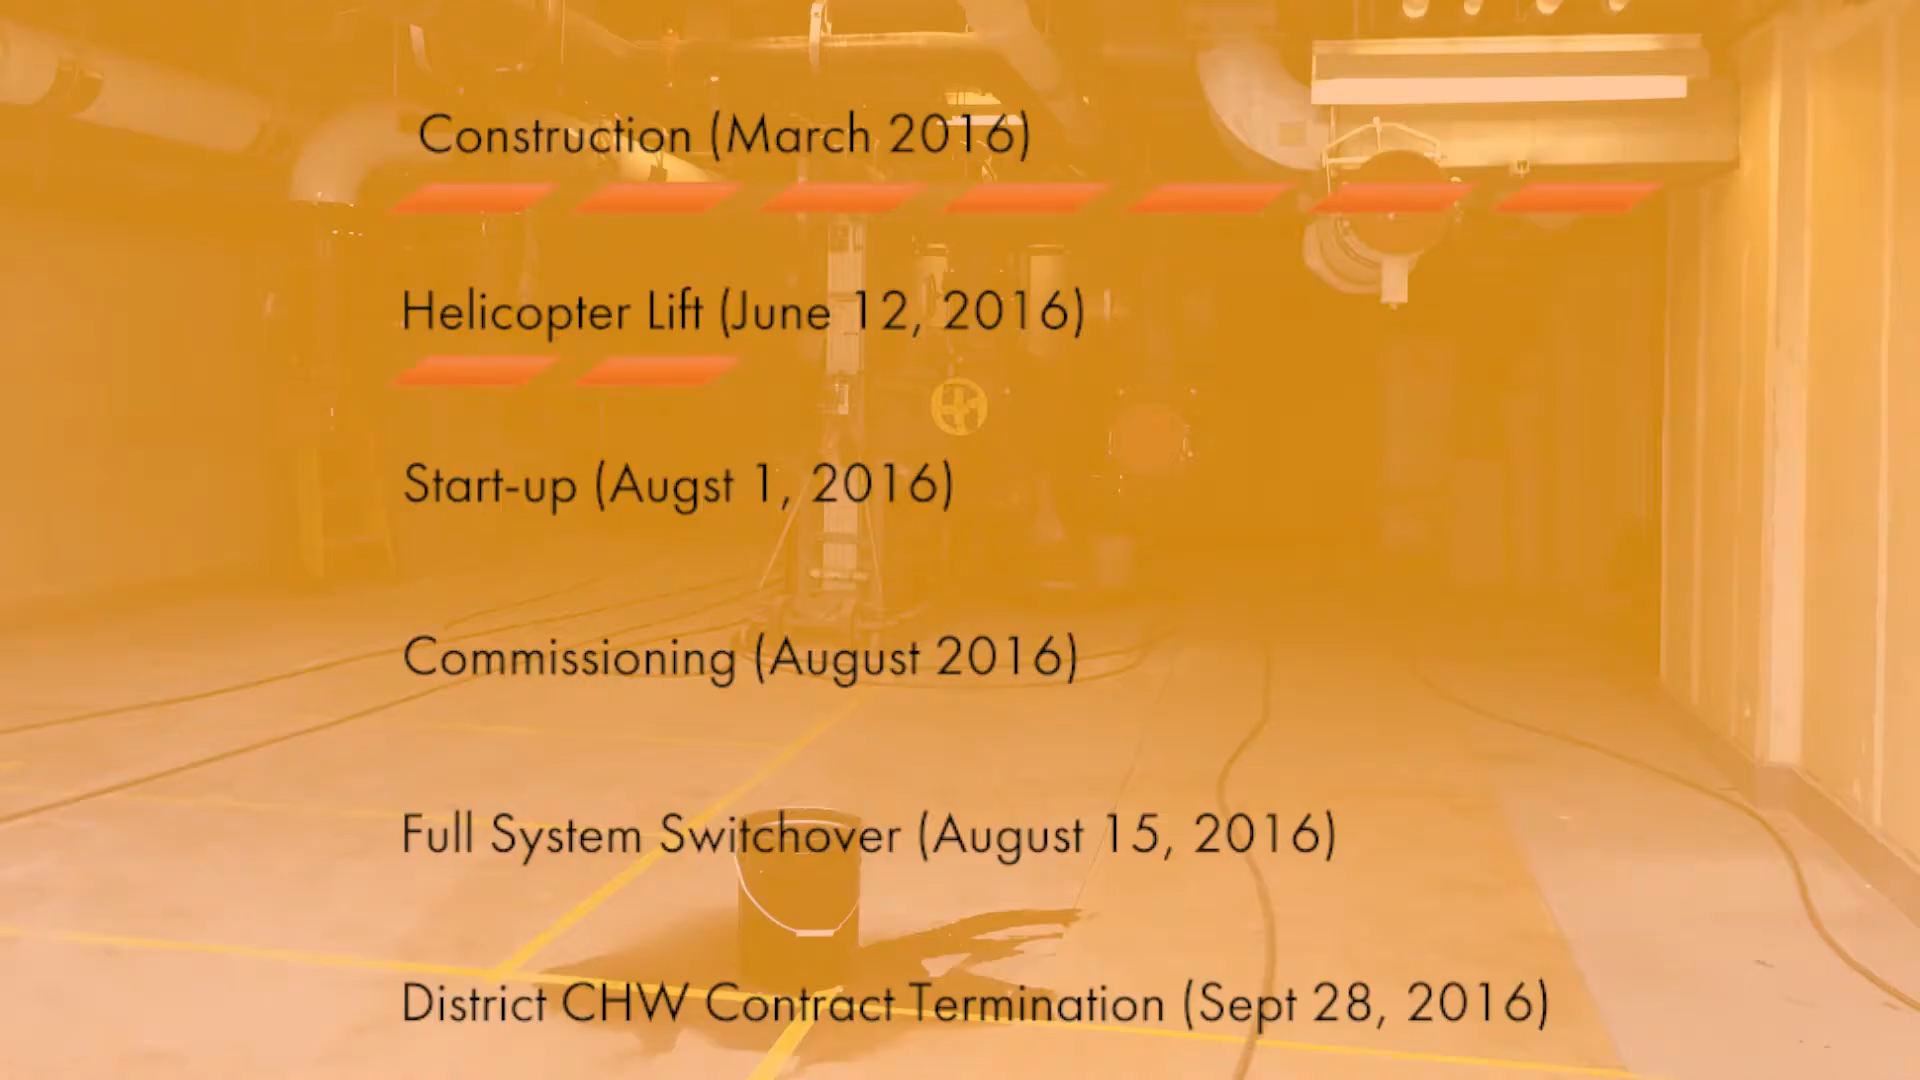 Construction (March 2016)
Helicopter Lift (June 12, 2016)
Start-up (Augst 1, 2016)
Commissioning (August 2016)
Full System Switchover (August 15, 2016)
District CHW Contract Termination (Sept 28, 2016)